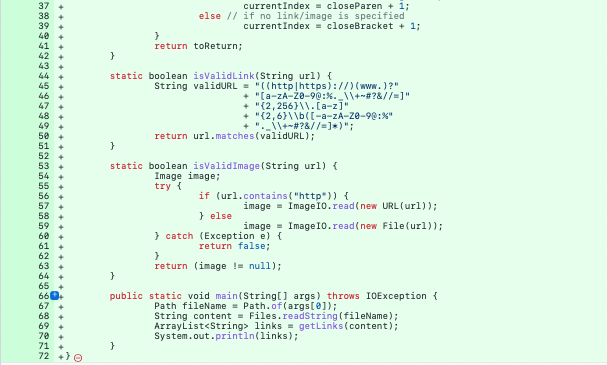 37 + currentIndex = closeParen + 1;
38 + else // if no link/image is specified
39 + currentIndex = closeBracket + 1;
40 + }
41 + return toReturn;
42 + }
43 +
44 + static boolean isValidLink(String url) {
45 + String validURL = "((http|https)://)(www.)?"
46 + + "[a-zA-Z0-9@:%._\\+~#?&//=]"
47 + + "{2,256}\\.[a-z]"
48 + + "{2,6}\\b([-a-zA-Z0-9@:%"
49 + + "._\\+~#?&//=]*)";
50 + return url.matches(validURL);
51 + }
52 +
53 + static boolean isValidImage(String url) {
54 + Image image;
55 + try {
56 + if (url.contains("http")) {
57 + image = ImageIO.read(new URL(url));
58 + } else
59 + image = ImageIO.read(new File(url));
60 + } catch (Exception e) {
61 + return false;
62 + }
63 + return (image != null);
64 + }
65 +
66 + public static void main(String[] args) throws IOException {
67 + Path fileName = Path.of(args[0]);
68 + String content = Files.readString(fileName);
69 + ArrayList<String> links = getLinks(content);
70 + System.out.println(links);
71 + }
72 + }